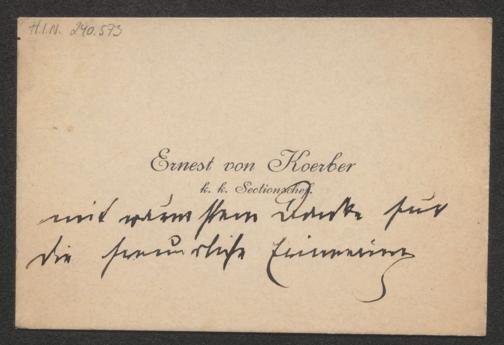 H.I.N. 240.573
Ernest von Koerber
k. k. Sectionschef.
mit wärmstem Danke für
die freundliche Erinnerung